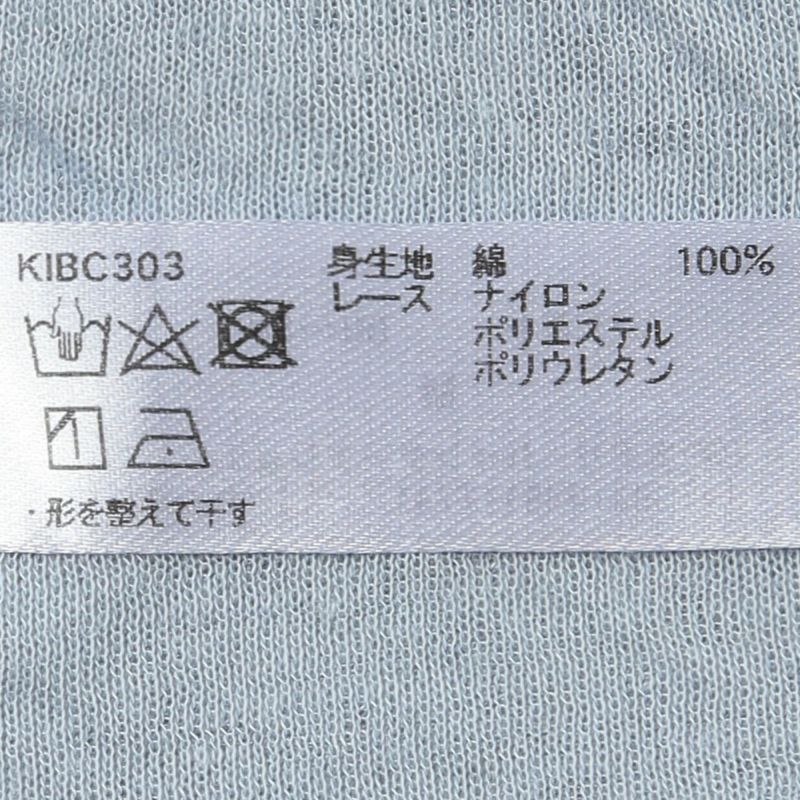 KIBC303 身生地 綿 100%
レース ナイロン
ポリエステル
ポリウレタン
・形を整えて干す